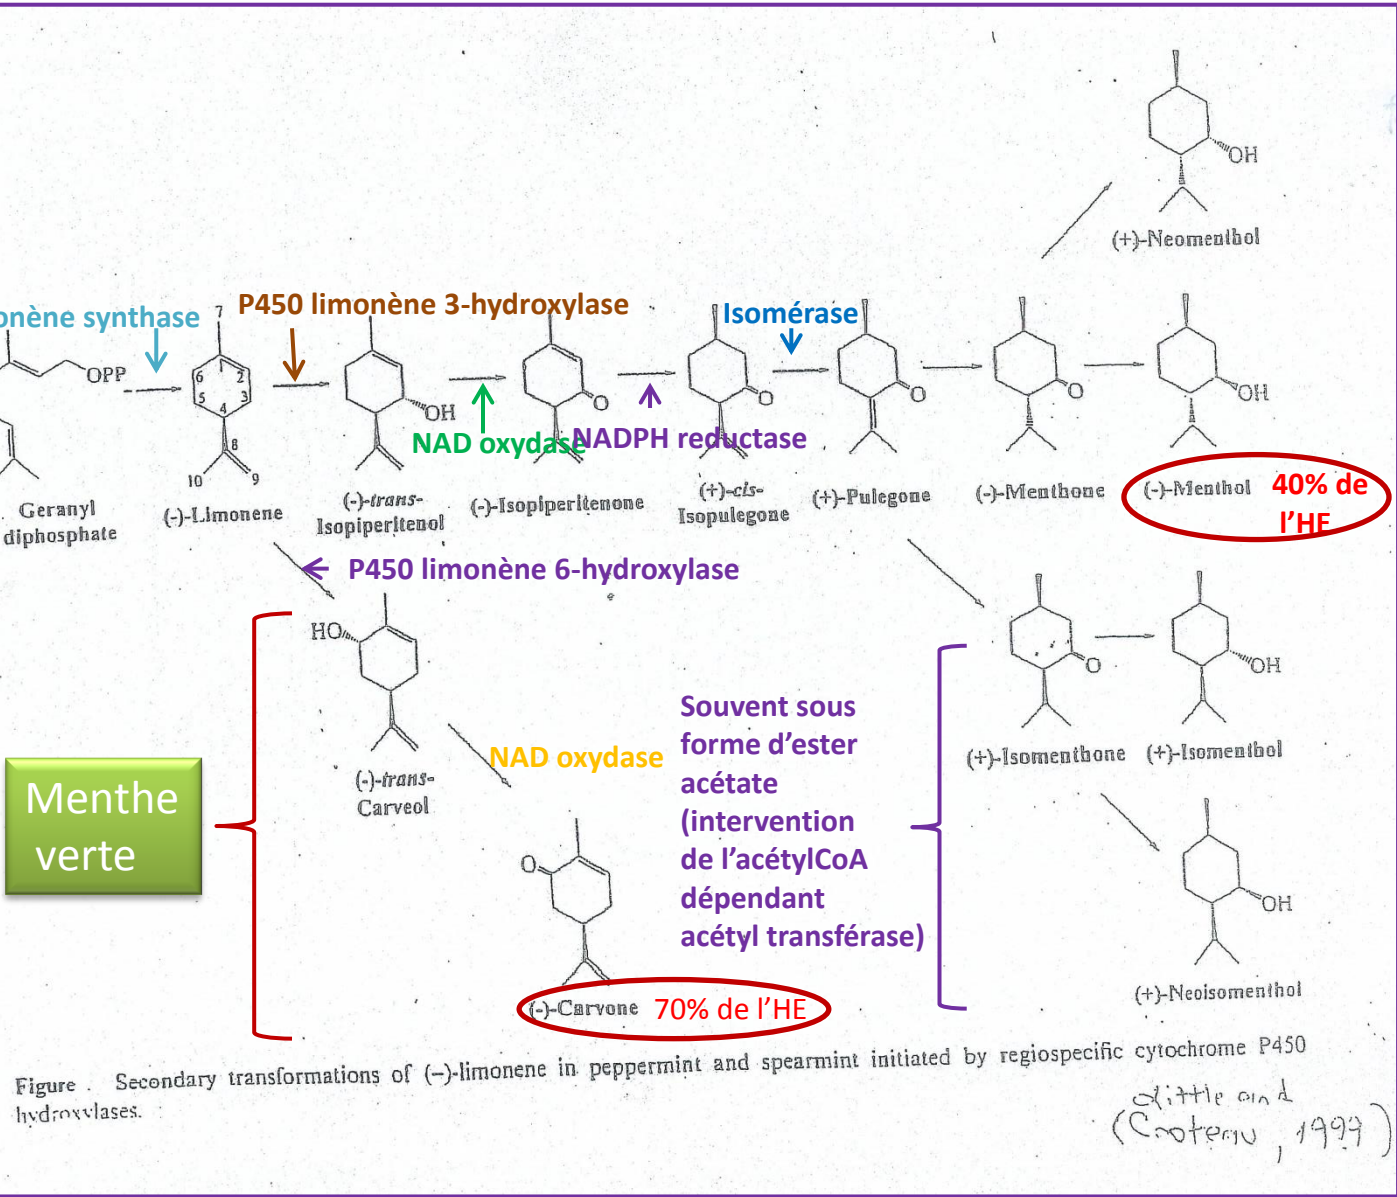 OH
(+)-Neomenthol
onène synthase
P450 limonène 3-hydroxylase
Isomérase
7
OPP
6
1
2
5
3
4
8
10
9
OH
O
O
O
O
OH
NAD oxydase
NADPH reductase
Geranyl
diphosphate
(-)-Limonene
(-)-trans-
Isopiperitenol
(-)-Isopiperitenone
(+)-cis-
Isopulegone
(+)-Pulegone
(-)-Menthone
(-)-Menthol
40% de
l'HE
P450 limonène 6-hydroxylase
HO
O
OH
(-)-trans-
Carveol
NAD oxydase
Menthe
verte
Souvent sous
forme d'ester
acétate
(intervention
de l'acétylCoA
dépendant
acétyl transférase)
(+)-Isomenthone
(+)-Isomenthol
O
OH
(-)-Carvone
70% de l'HE
(+)-Neoisomenthol
Figure . Secondary transformations of (–)-limonene in peppermint and spearmint initiated by regiospecific cytochrome P450
hydroxylases.
and
(Croteau, 1999)